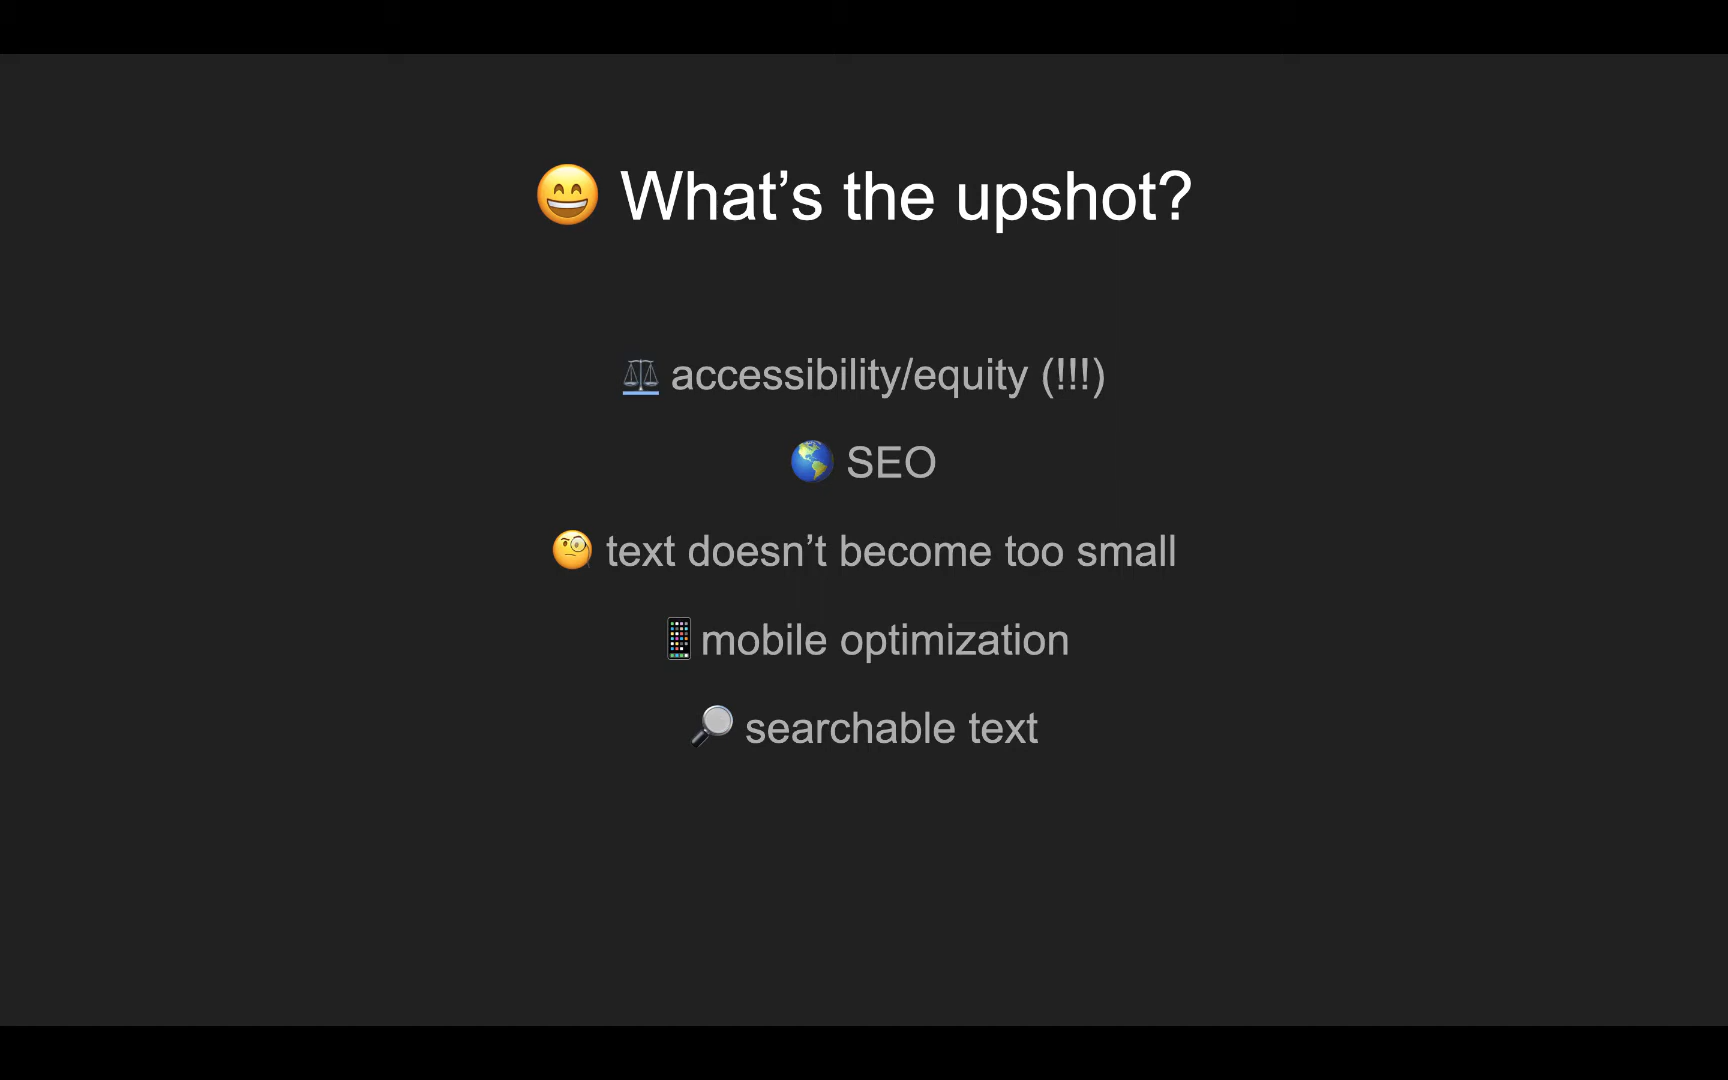 😄 What’s the upshot?
⚖️ accessibility/equity (!!!)
🌎 SEO
🧐 text doesn’t become too small
📱mobile optimization
🔎 searchable text